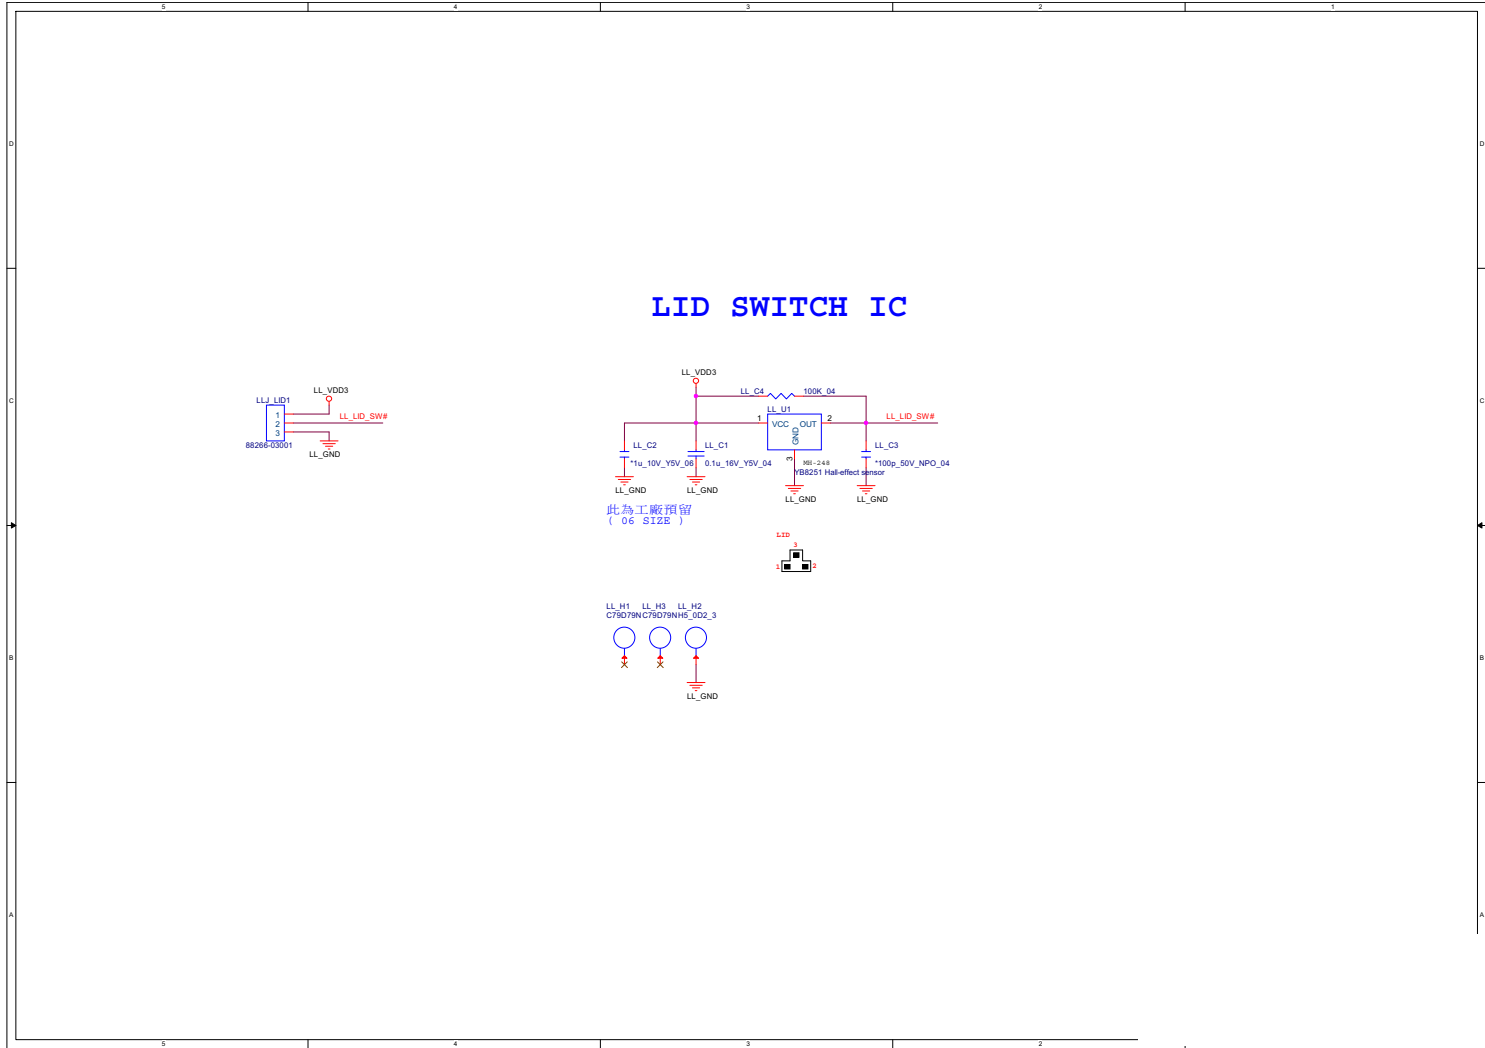 5 4 3 2 1
D D
LID SWITCH IC
LL_VDD3
LL_VDD3
LL_C4 100K_04
C C
LLJ_LID1
LL_U1
1
LL_LID_SW#
1 VCC OUT 2
LL_LID_SW#
2
GND
3
88266-03001
LL_C2
LL_C1
LL_C3
LL_GND
3
*1u_10V_Y5V_06
0.1u_16V_Y5V_04
MH-248
*100p_50V_NPO_04
YB8251 Hall-effect sensor
LL_GND
LL_GND
LL_GND
LL_GND
此為工廠預留
( 06 SIZE )
LID
3
1 2
LL_H1 LL_H3 LL_H2
C79D79N C79D79N H5_0D2_3
B B
LL_GND
A A
5 4 3 2